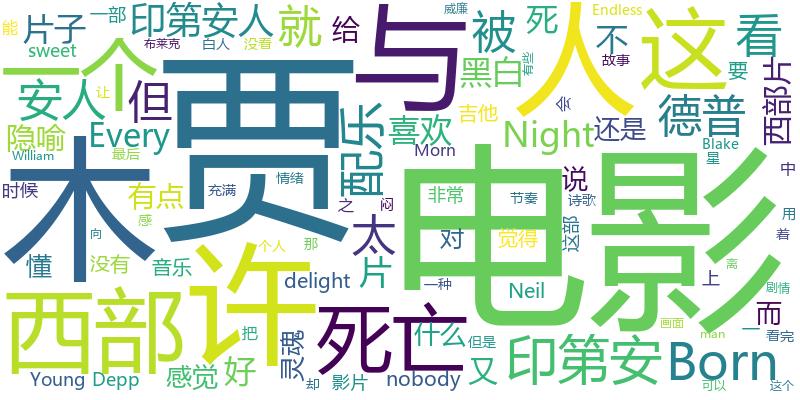 能 片子 一部 印第安人 就 给 与 威廉 被 死 人 Endless 这 看
sweet 布莱克 白人 没看 有些 不 故事
一个 贾 黑白 要 西部片
安人 但 让 吉他 会 德普
隐喻 Every 配乐 喜欢 Night 还是
木 William 最后 Morn Blake 星
时候 有点 充满 情绪 之 闷 电影 非常 节奏 说 诗歌 中
许 感 向 个人 那 太 对 觉得 这部 用 着
懂 没有 音乐 片 上 离
西部 delight 一种 Neil 而 剧情
死亡 什么 但是 画面 一 看完
把 灵魂 man
Young Depp 感觉 好 却 影片 nobody 又 印第安 Born 可以 这个